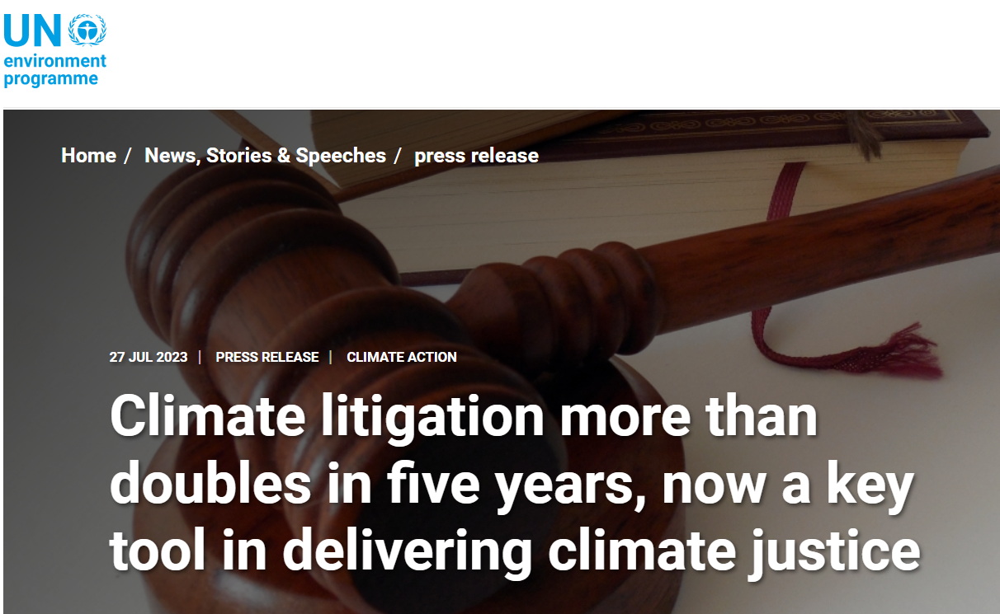 UN
environment
programme
Home / News, Stories & Speeches / press release
27 JUL 2023 | PRESS RELEASE | CLIMATE ACTION
Climate litigation more than
doubles in five years, now a key
tool in delivering climate justice